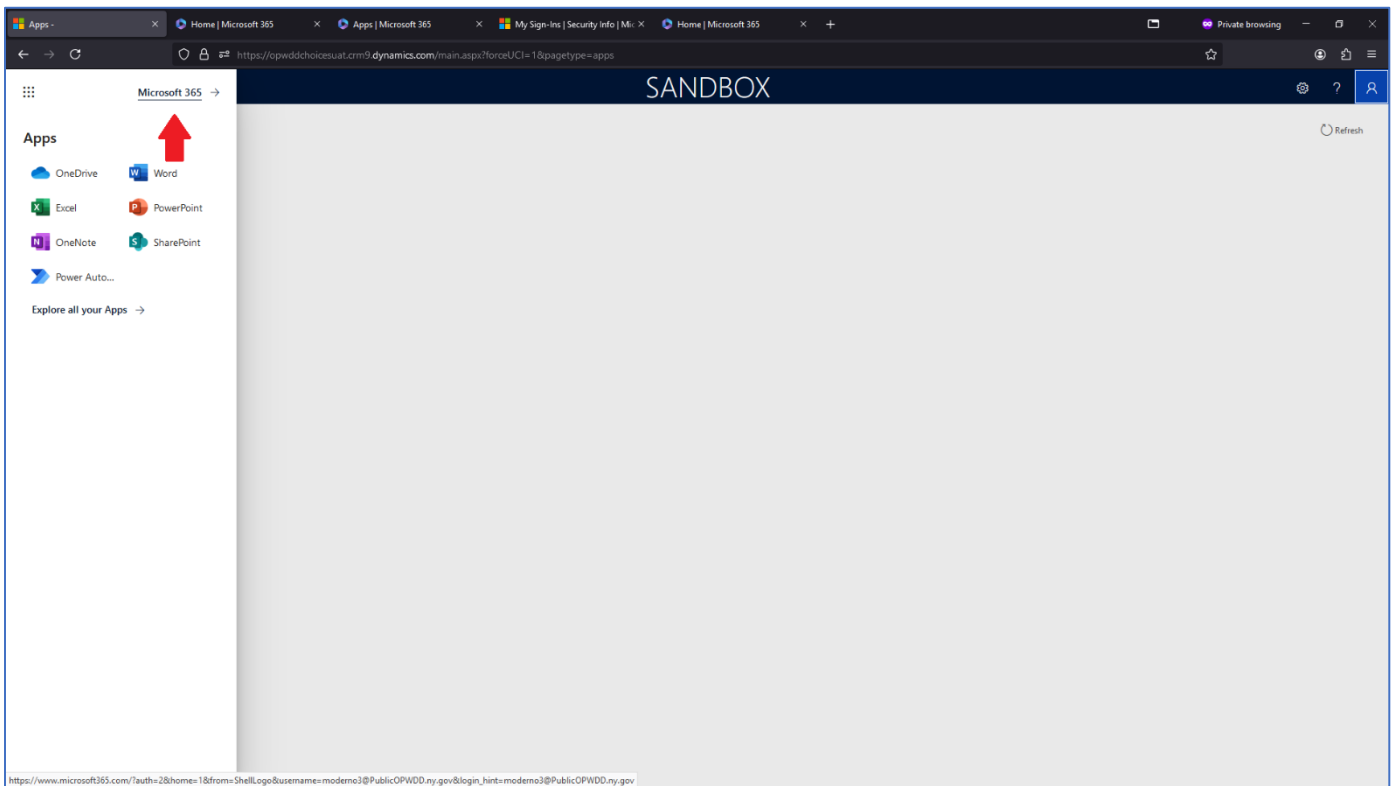 Apps -
Home | Microsoft 365
Apps | Microsoft 365
My Sign-Ins | Security Info | Mic
Home | Microsoft 365
Private browsing
https://opwddchoicesuat.crm9.dynamics.com/main.aspx?forceUCI=1&pagetype=apps
Microsoft 365 →
SANDBOX
?
Refresh
Apps
OneDrive
Word
Excel
PowerPoint
OneNote
SharePoint
Power Auto...
Explore all your Apps →
https://www.microsoft365.com/?auth=2&home=1&from=ShellLogo&username=moderno3@PublicOPWDD.ny.gov&login_hint=moderno3@PublicOPWDD.ny.gov